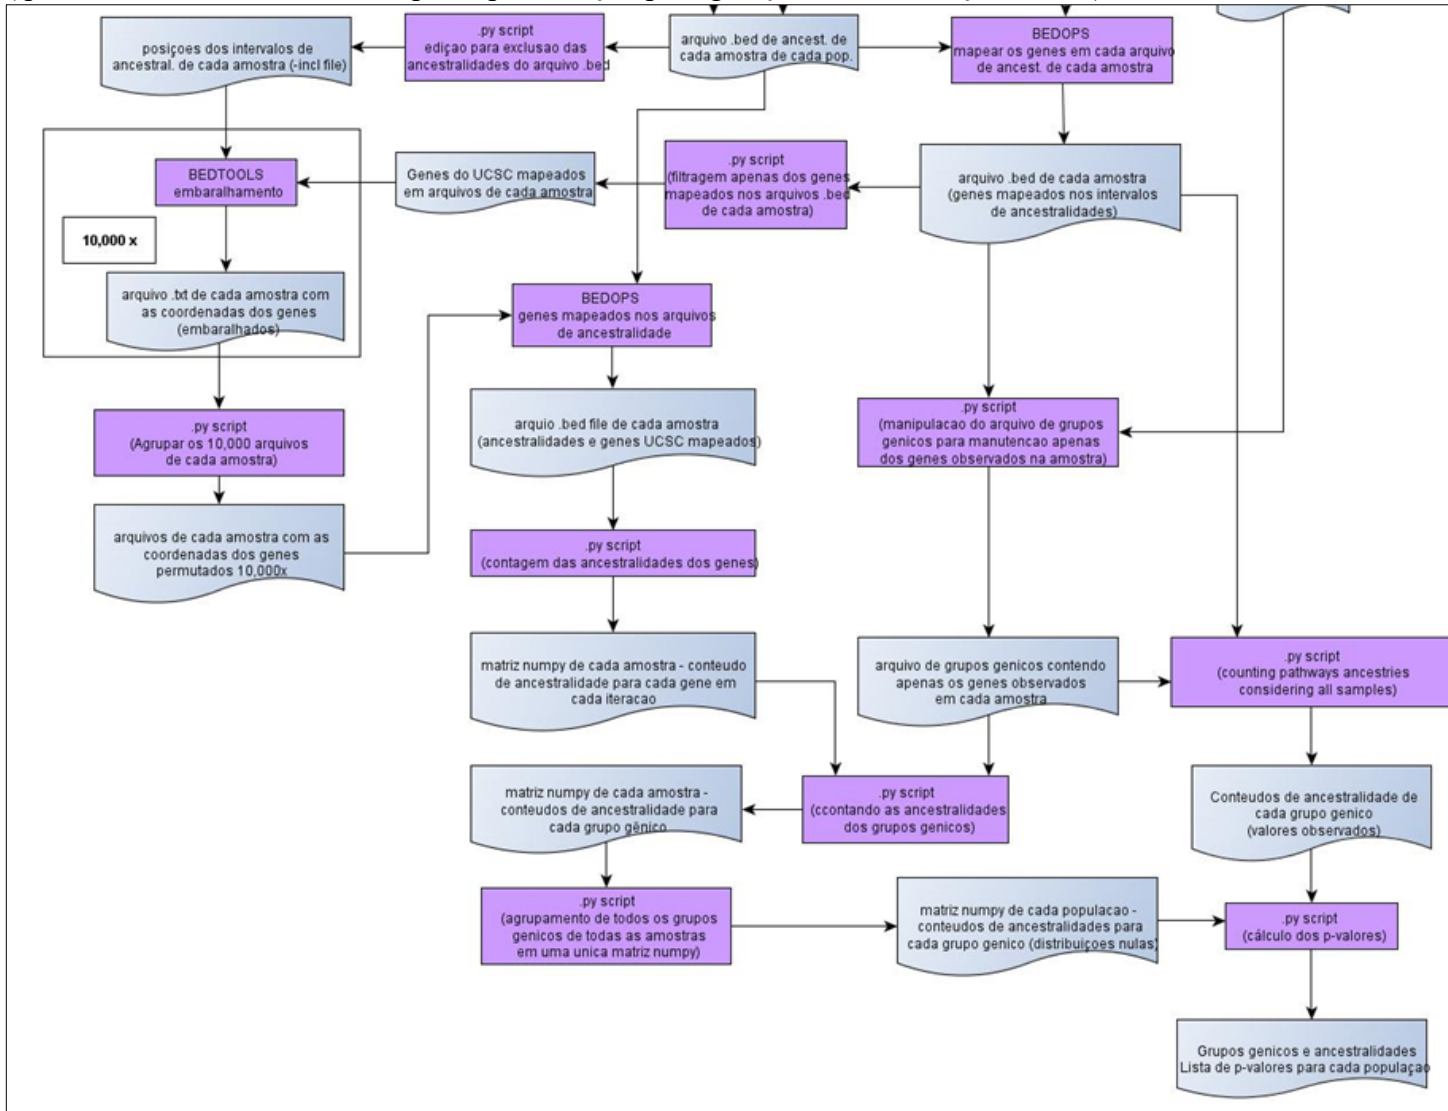 posiçoes dos intervalos de
ancestral. de cada amostra (-incl file)
.py script
ediçao para exclusao das
ancestralidades do arquivo .bed
arquivo .bed de ancest. de
cada amostra de cada pop.
BEDOPS
mapear os genes em cada arquivo
de ancest. de cada amostra
BEDTOOLS
embaralhamento
Genes do UCSC mapeados
em arquivos de cada amostra
.py script
(filtragem apenas dos genes
mapeados nos arquivos .bed
de cada amostra)
arquivo .bed de cada amostra
(genes mapeados nos intervalos
de ancestralidades)
10,000 x
arquivo .txt de cada amostra com
as coordenadas dos genes
(embaralhados)
BEDOPS
genes mapeados nos arquivos
de ancestralidade
.py script
(Agrupar os 10,000 arquivos
de cada amostra)
arquio .bed file de cada amostra
(ancestralidades e genes UCSC mapeados)
.py script
(manipulacao do arquivo de grupos
genicos para manutencao apenas
dos genes observados na amostra)
arquivos de cada amostra com as
coordenadas dos genes
permutados 10,000x
.py script
(contagem das ancestralidades dos genes)
matriz numpy de cada amostra - conteudo
de ancestralidade para cada gene em
cada iteracao
arquivo de grupos genicos contendo
apenas os genes observados
em cada amostra
.py script
(counting pathways ancestries
considering all samples)
matriz numpy de cada amostra -
conteudos de ancestralidade para
cada grupo gênico
.py script
(ccontando as ancestralidades
dos grupos genicos)
Conteudos de ancestralidade de
cada grupo genico
(valores observados)
.py script
(agrupamento de todos os grupos
genicos de todas as amostras
em uma unica matriz numpy)
matriz numpy de cada populacao -
conteudos de ancestralidades para
cada grupo genico (distribuiçoes nulas)
.py script
(cálculo dos p-valores)
Grupos genicos e ancestralidades
Lista de p-valores para cada populaçao